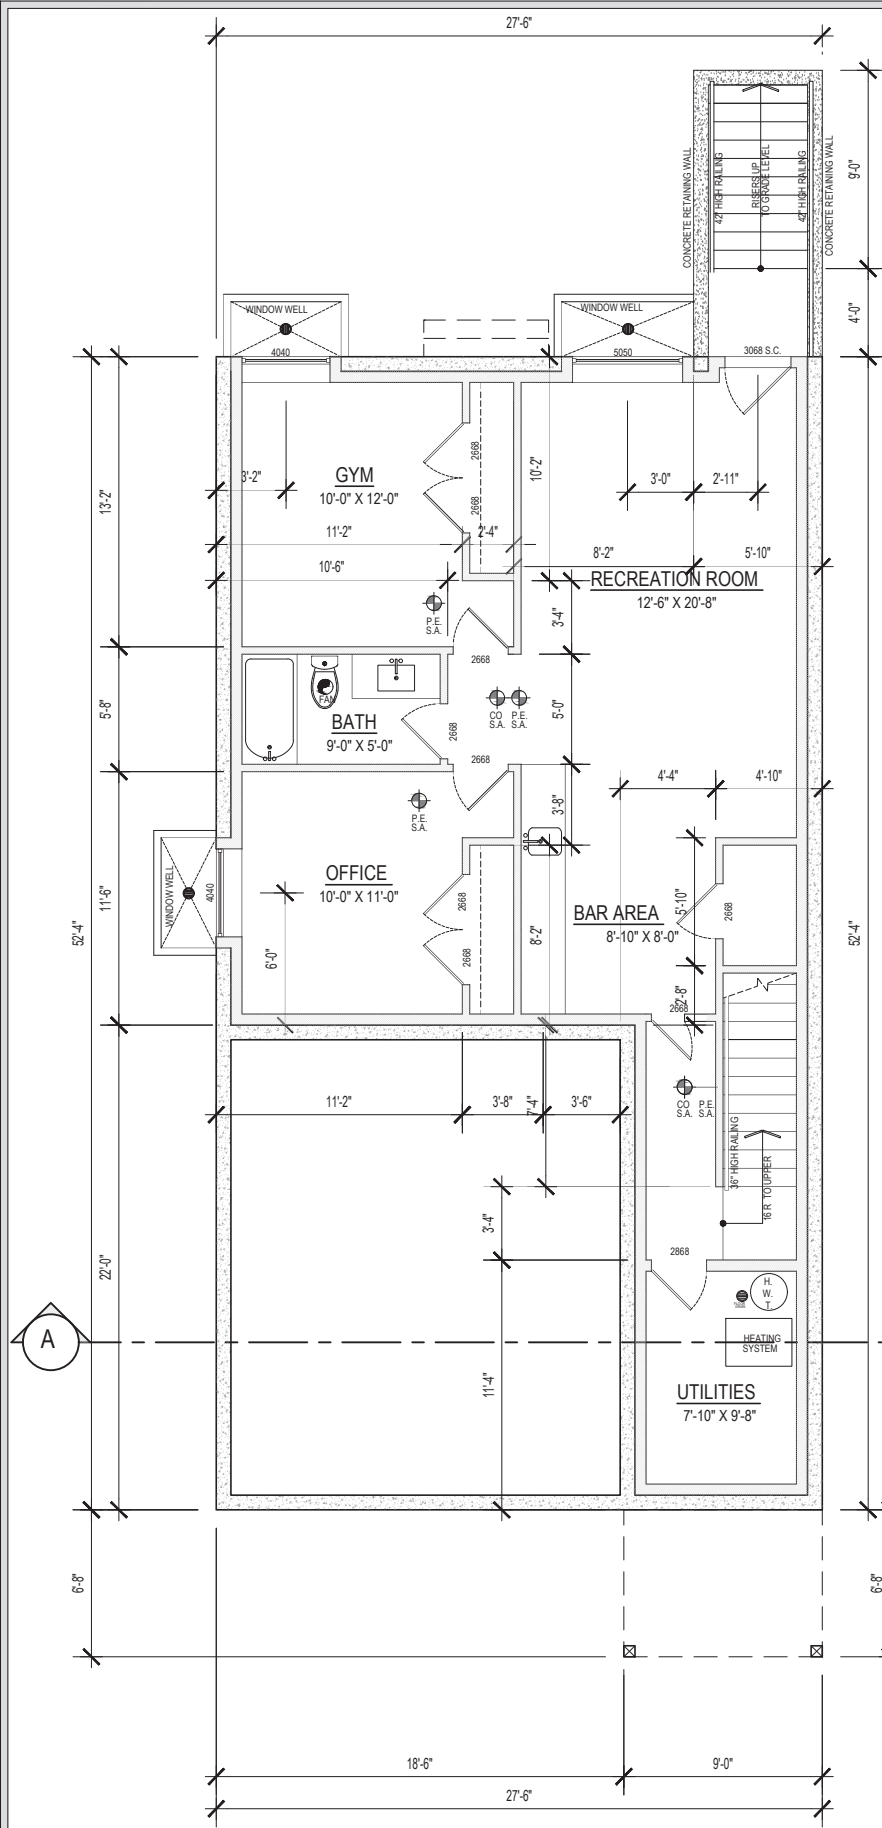 27'-6"
CONCRETE RETAINING WALL
42" HIGH RAILING
RISERS UP
TO GRADE LEVEL
42" HIGH RAILING
CONCRETE RETAINING WALL
9'-0"
4'-0"
WINDOW WELL
4040
WINDOW WELL
5050
3068 S.C.
13'-2"
3'-2"
GYM
10'-0" X 12'-0"
2668
2668
10'-2"
3'-0"
2'-11"
11'-2"
2'-4"
8'-2"
5'-10"
10'-6"
RECREATION ROOM
12'-6" X 20'-8"
P.E.
S.A.
3'-4"
2668
5'-8"
FAN
BATH
9'-0" X 5'-0"
2668
CO
S.A.
P.E.
S.A.
5'-0"
2668
4'-4"
4'-10"
P.E.
S.A.
3'-8"
WINDOW WELL
4040
11'-6"
52'-4"
OFFICE
10'-0" X 11'-0"
2668
2668
6'-0"
8'-2"
BAR AREA
8'-10" X 8'-0"
5'-10"
2668
52'-4"
2'-8"
2668
11'-2"
3'-8"
7'-4"
3'-6"
CO
S.A.
P.E.
S.A.
36" HIGH RAILING
16 R TO UPPER
3'-4"
2868
22'-0"
A
H.
W.
T.
HEATING
SYSTEM
11'-4"
UTILITIES
7'-10" X 9'-8"
6'-8"
6'-8"
18'-6"
9'-0"
27'-6"